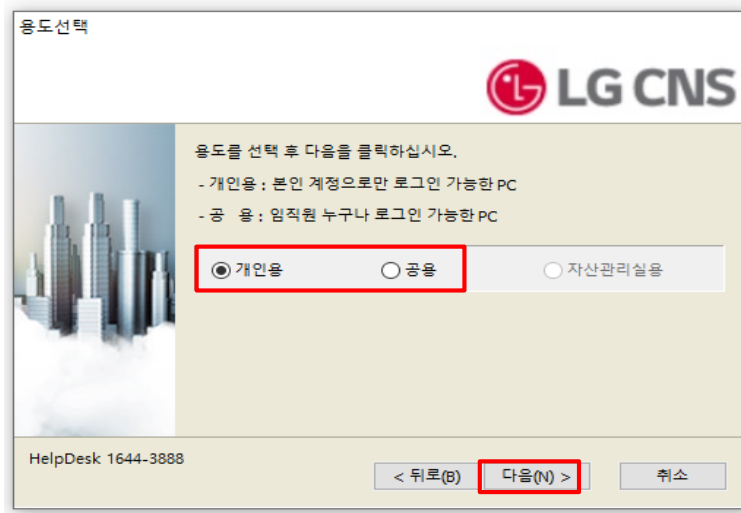 용도선택
LG CNS
용도를 선택 후 다음을 클릭하십시오.
- 개인용 : 본인 계정으로만 로그인 가능한 PC
- 공 용 : 임직원 누구나 로그인 가능한 PC
개인용 공용 자산관리실용
HelpDesk 1644-3888
< 뒤로(B) 다음(N) > 취소